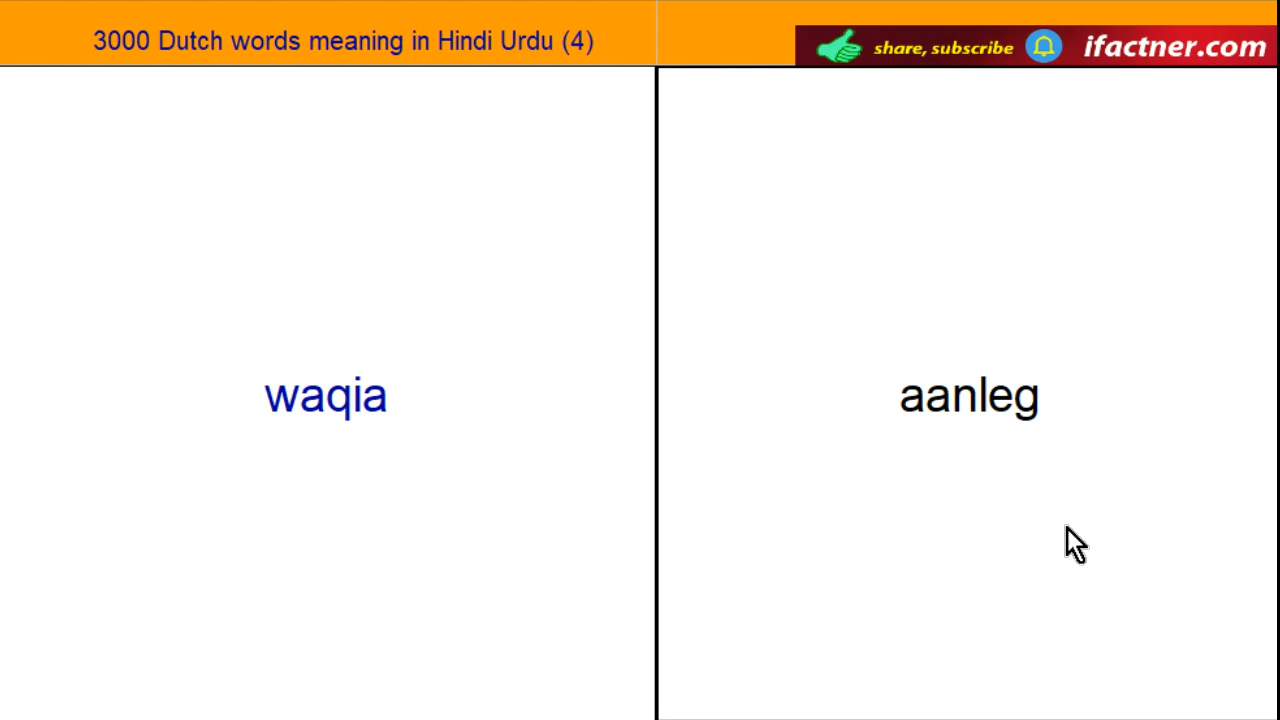 3000 Dutch words meaning in Hindi Urdu (4)
share, subscribe
ifactner.com
waqia
aanleg